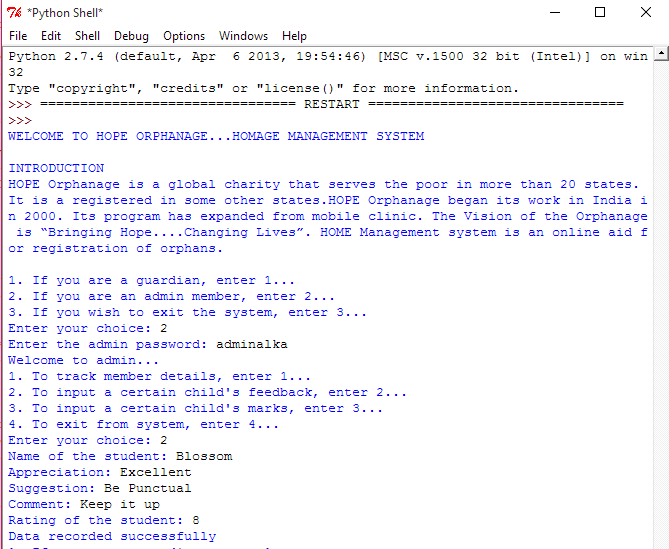 *Python Shell*
File Edit Shell Debug Options Windows Help
Python 2.7.4 (default, Apr  6 2013, 19:54:46) [MSC v.1500 32 bit (Intel)] on win
32
Type "copyright", "credits" or "license()" for more information.
>>> ================================ RESTART ================================
>>>
WELCOME TO HOPE ORPHANAGE...HOMAGE MANAGEMENT SYSTEM
INTRODUCTION
HOPE Orphanage is a global charity that serves the poor in more than 20 states.
It is a registered in some other states.HOPE Orphanage began its work in India i
n 2000. Its program has expanded from mobile clinic. The Vision of the Orphanage
 is “Bringing Hope....Changing Lives”. HOME Management system is an online aid f
or registration of orphans.
1. If you are a guardian, enter 1...
2. If you are an admin member, enter 2...
3. If you wish to exit the system, enter 3...
Enter your choice: 2
Enter the admin password: adminalka
Welcome to admin...
1. To track member details, enter 1...
2. To input a certain child's feedback, enter 2...
3. To input a certain child's marks, enter 3...
4. To exit from system, enter 4...
Enter your choice: 2
Name of the student: Blossom
Appreciation: Excellent
Suggestion: Be Punctual
Comment: Keep it up
Rating of the student: 8
Data recorded successfully